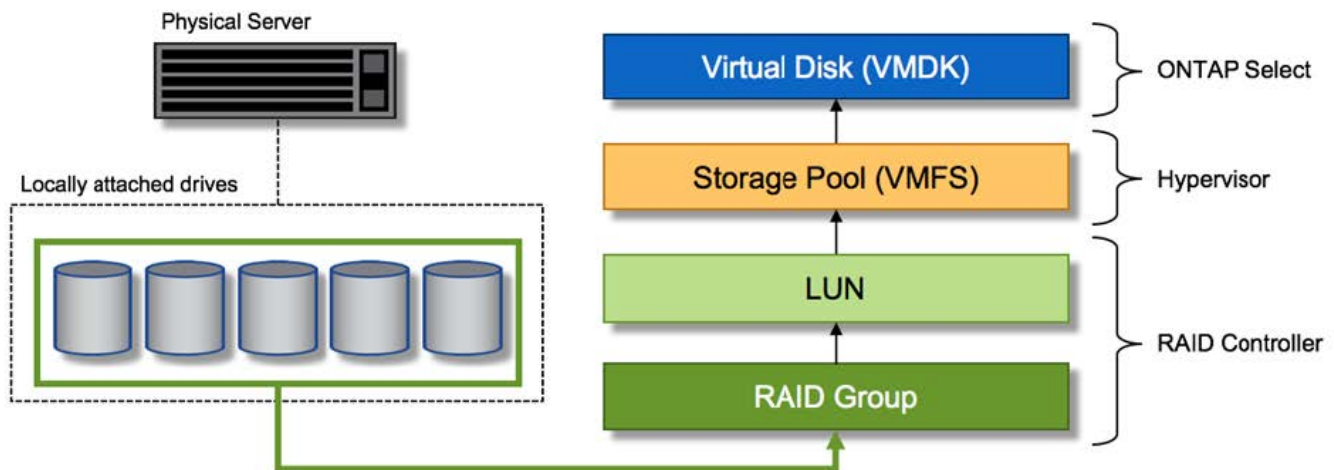 Physical Server
Locally attached drives
Virtual Disk (VMDK)
ONTAP Select
Storage Pool (VMFS)
Hypervisor
LUN
RAID Controller
RAID Group